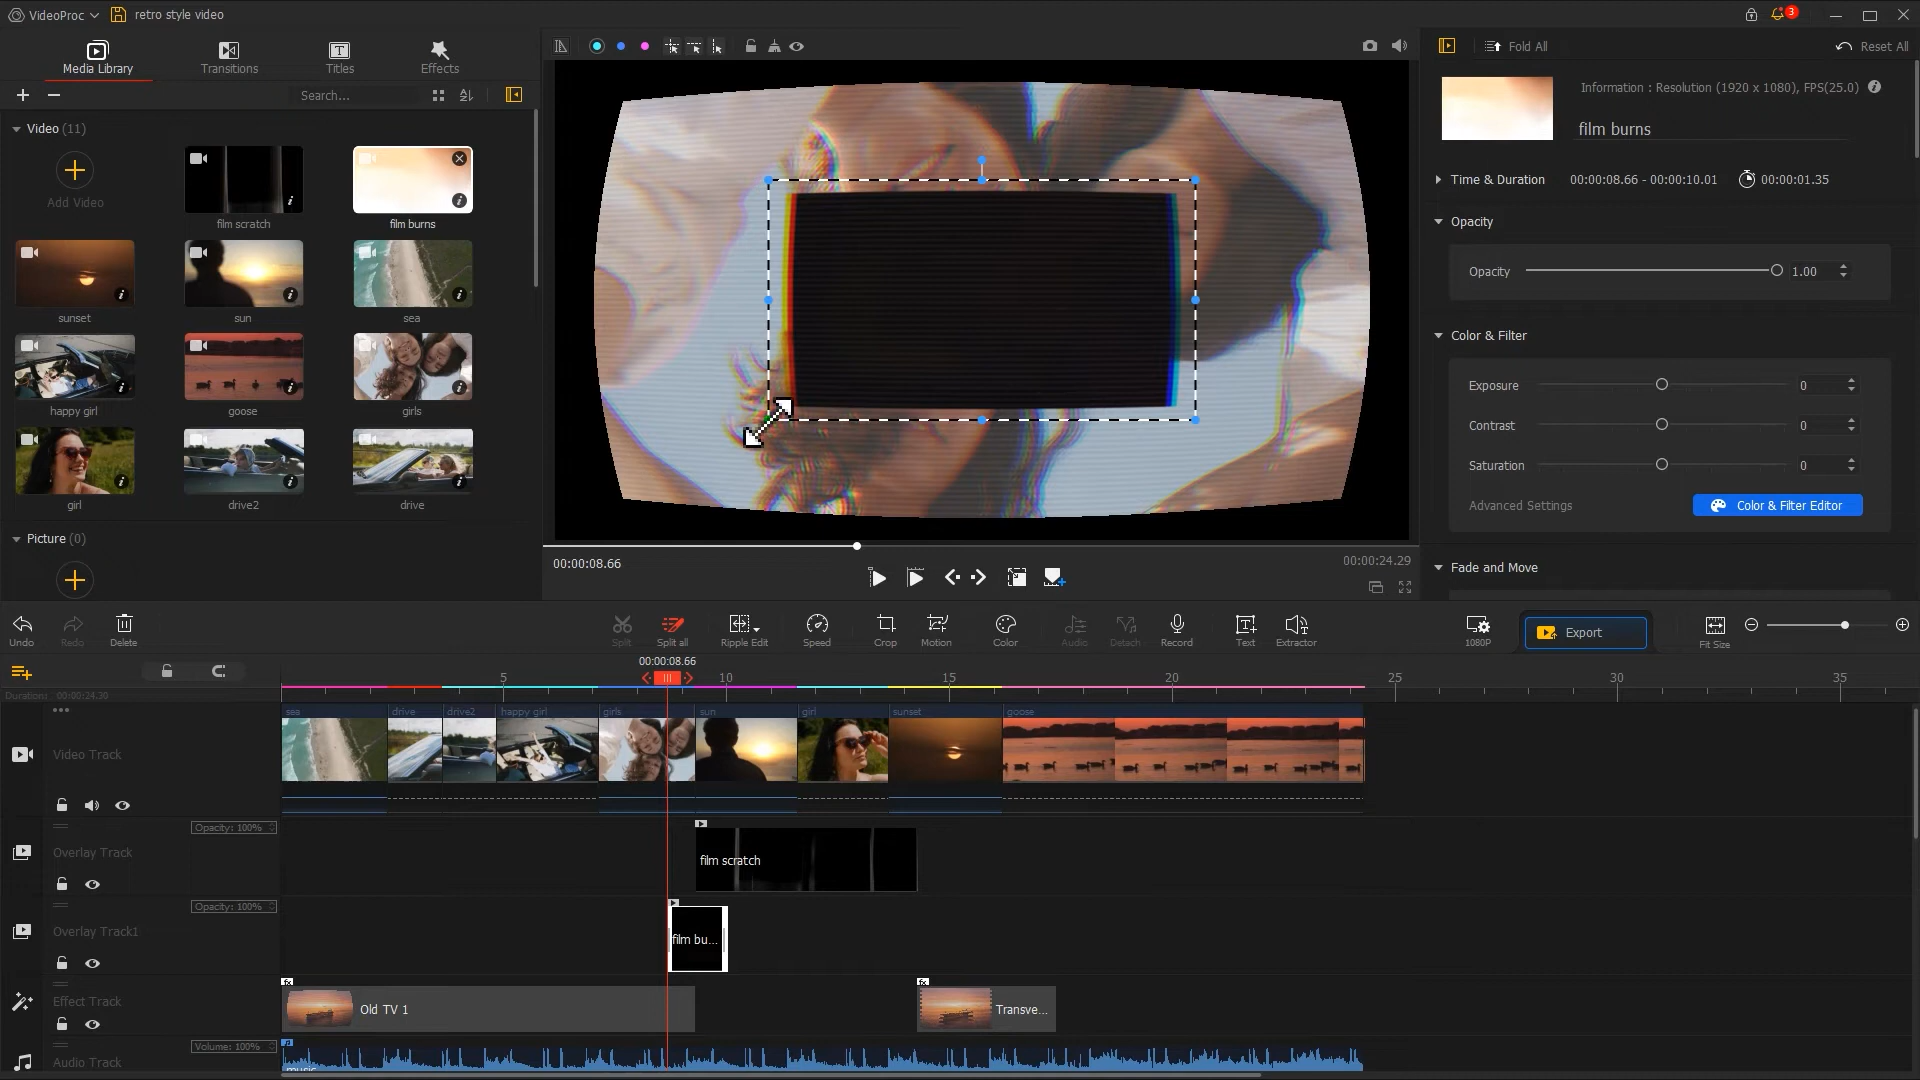 VideoProc
retro style video
3
Media Library
Transitions
Titles
Effects
Search...
Fold All
Reset All
Information : Resolution (1920 x 1080), FPS(25.0)
film burns
Video (11)
Add Video
film scratch
film burns
sunset
sun
sea
happy girl
goose
girls
girl
drive2
drive
Picture (0)
Time & Duration
00:00:08.66 - 00:00:10.01
00:00:01.35
Opacity
Opacity
1.00
Color & Filter
Exposure
0
Contrast
0
Saturation
0
Advanced Settings
Color & Filter Editor
Fade and Move
00:00:08.66
00:00:24.29
Undo
Redo
Delete
Split
Split all
Ripple Edit
Speed
Crop
Motion
Color
Audio
Detach
Record
Text
Extractor
1080P
Export
Fit Size
00:00:08.66
5
10
15
20
25
30
35
Duration: 00:00:24.30
sea
drive
drive2
happy girl
girls
sun
girl
sunset
goose
Video Track
Opacity: 100%
Overlay Track
film scratch
Opacity: 100%
Overlay Track1
film bu...
Effect Track
fx
Old TV 1
fx
Transve...
Volume: 100%
Audio Track
music